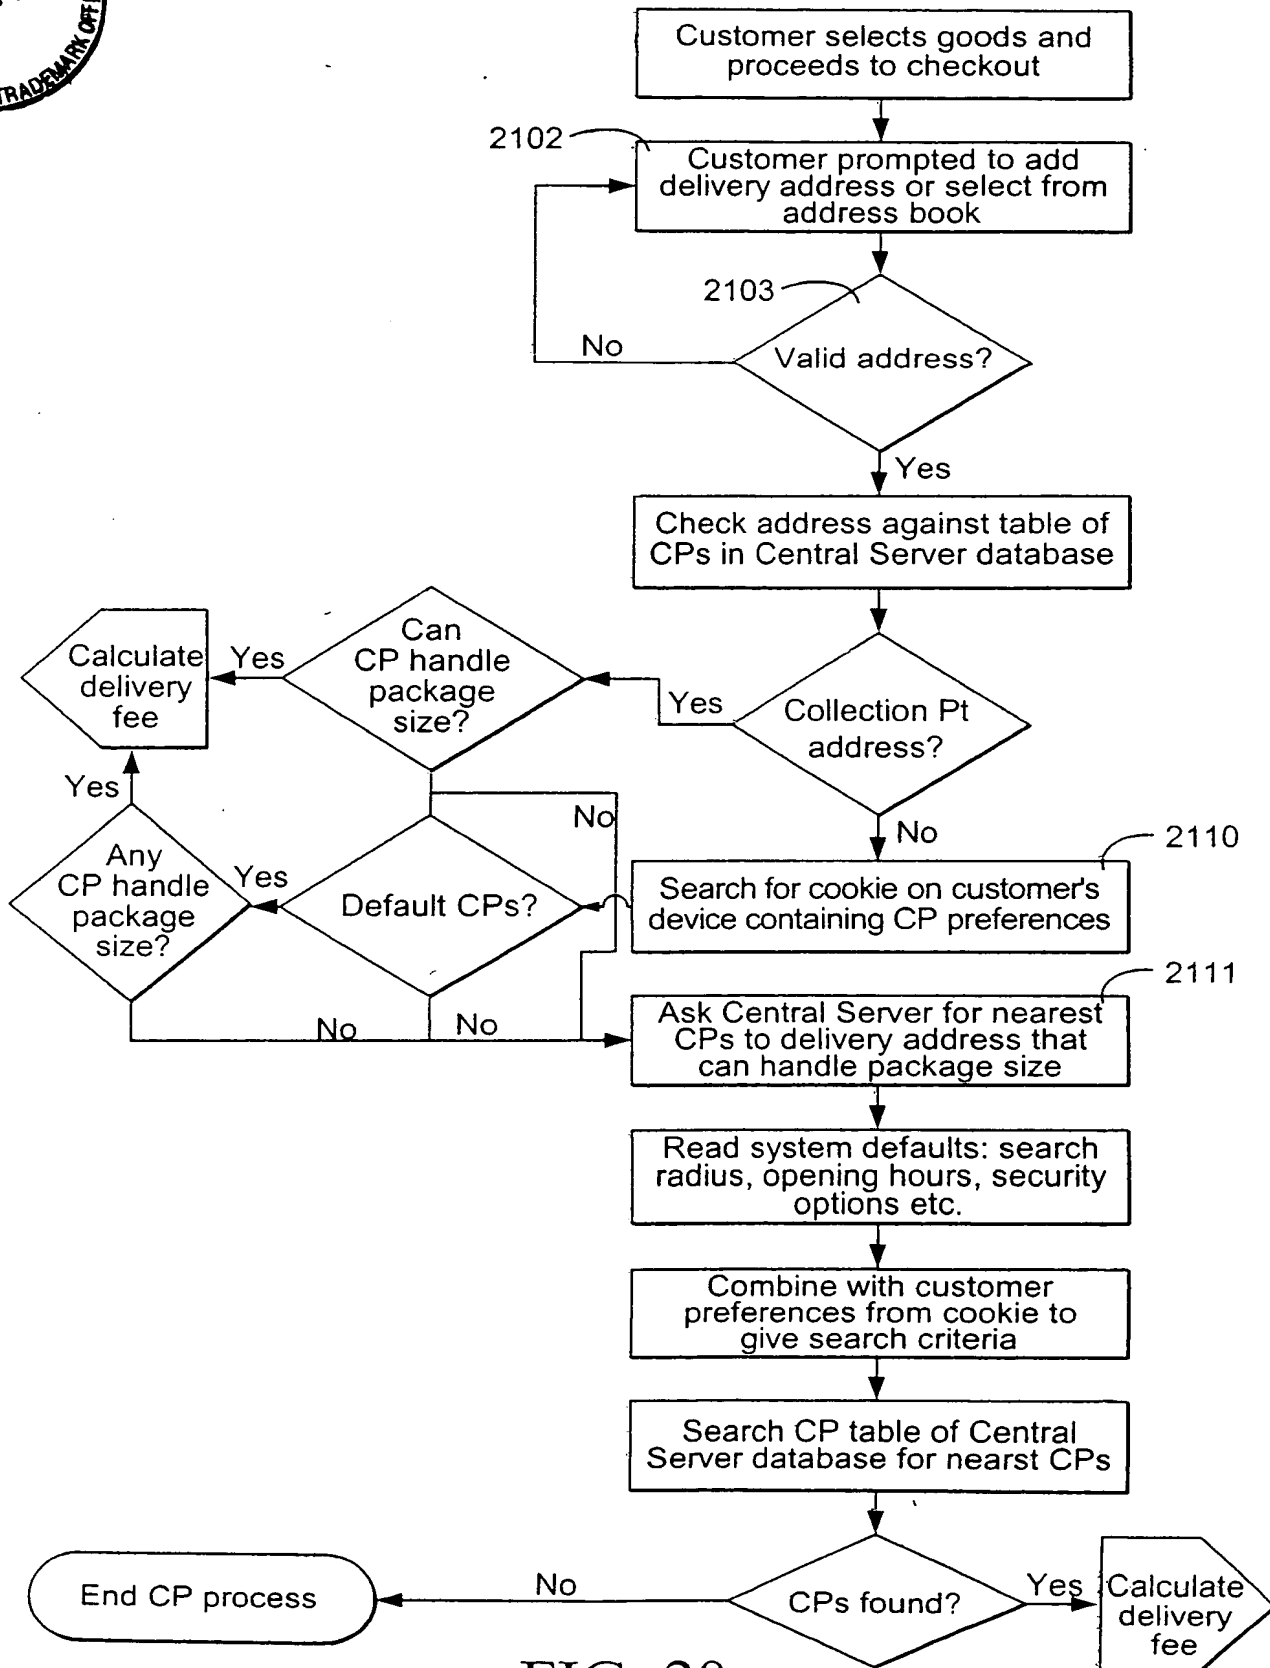 TRADEMARK OFF
Customer selects goods and
proceeds to checkout
2102
Customer prompted to add
delivery address or select from
address book
2103
Valid address?
No
Yes
Check address against table of
CPs in Central Server database
Can
CP handle
package
size?
Yes
Calculate
delivery
fee
Yes
Collection Pt
address?
Yes
No
No
2110
Any
CP handle
package
size?
Yes
Default CPs?
Search for cookie on customer's
device containing CP preferences
2111
No
No
Ask Central Server for nearest
CPs to delivery address that
can handle package size
Read system defaults: search
radius, opening hours, security
options etc.
Combine with customer
preferences from cookie to
give search criteria
Search CP table of Central
Server database for nearst CPs
End CP process
No
CPs found?
Yes
Calculate
delivery
fee